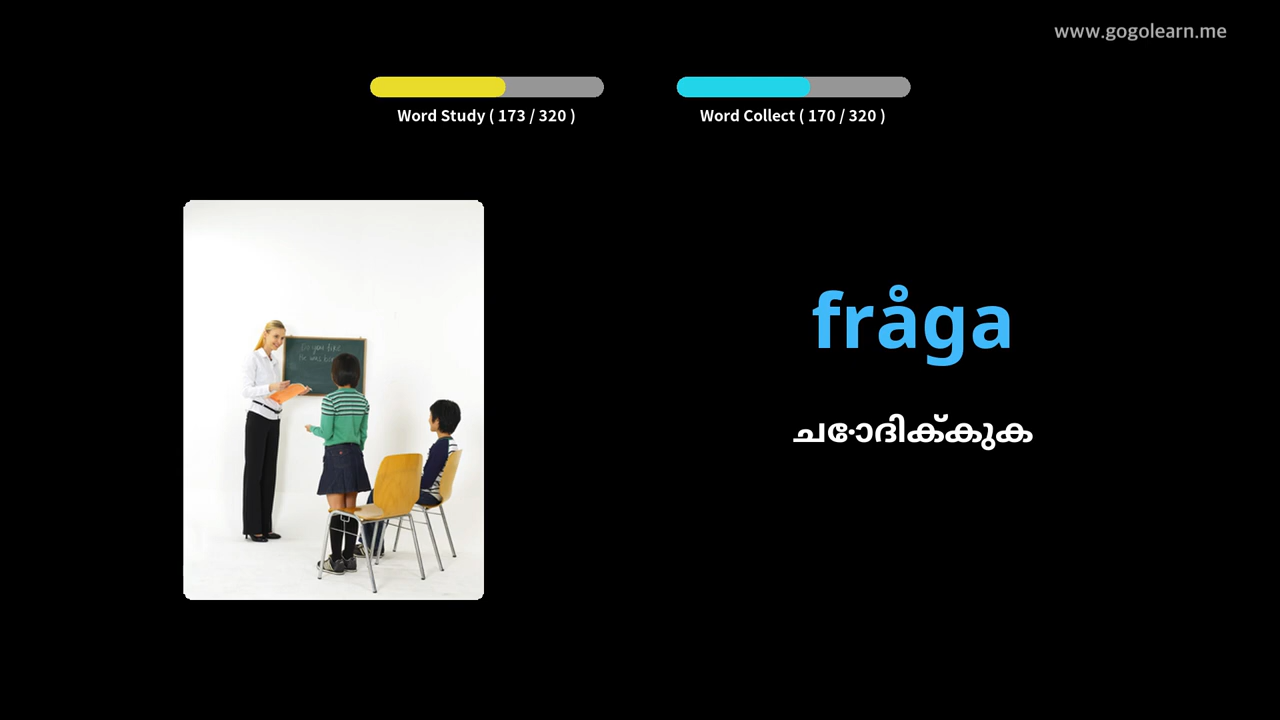 www.gogolearn.me
Word Study ( 173 / 320 )
Word Collect ( 170 / 320 )
fråga
ചോദിക്കുക